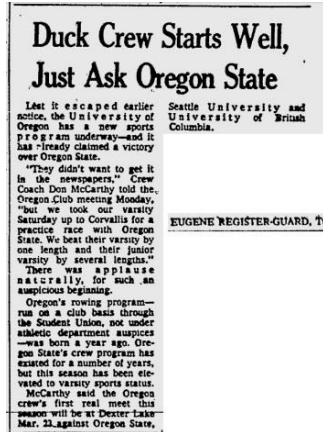 Duck Crew Starts Well,
Just Ask Oregon State
Lest it escaped earlier
notice, the University of
Oregon has a new sports
program underway—and it
has already claimed a victory
over Oregon State.
"They didn't want to get it
in the newspapers," Crew
Coach Don McCarthy told the
Oregon Club meeting Monday,
"but we took our varsity
Saturday up to Corvallis for a
practice race with Oregon
State. We beat their varsity by
one length and their junior
varsity by several lengths."
There was applause
naturally, for such an
auspicious beginning.
Oregon's rowing program—
run on a club basis through
the Student Union, not under
athletic department auspices
—was born a year ago. Ore-
gon State's crew program has
existed for a number of years,
but this season has been ele-
vated to varsity sports status.
McCarthy said the Oregon
crew's first real meet this
season will be at Dexter Lake
Mar. 23 against Oregon State,
Seattle University and
University of British
Columbia.
EUGENE REGISTER-GUARD,